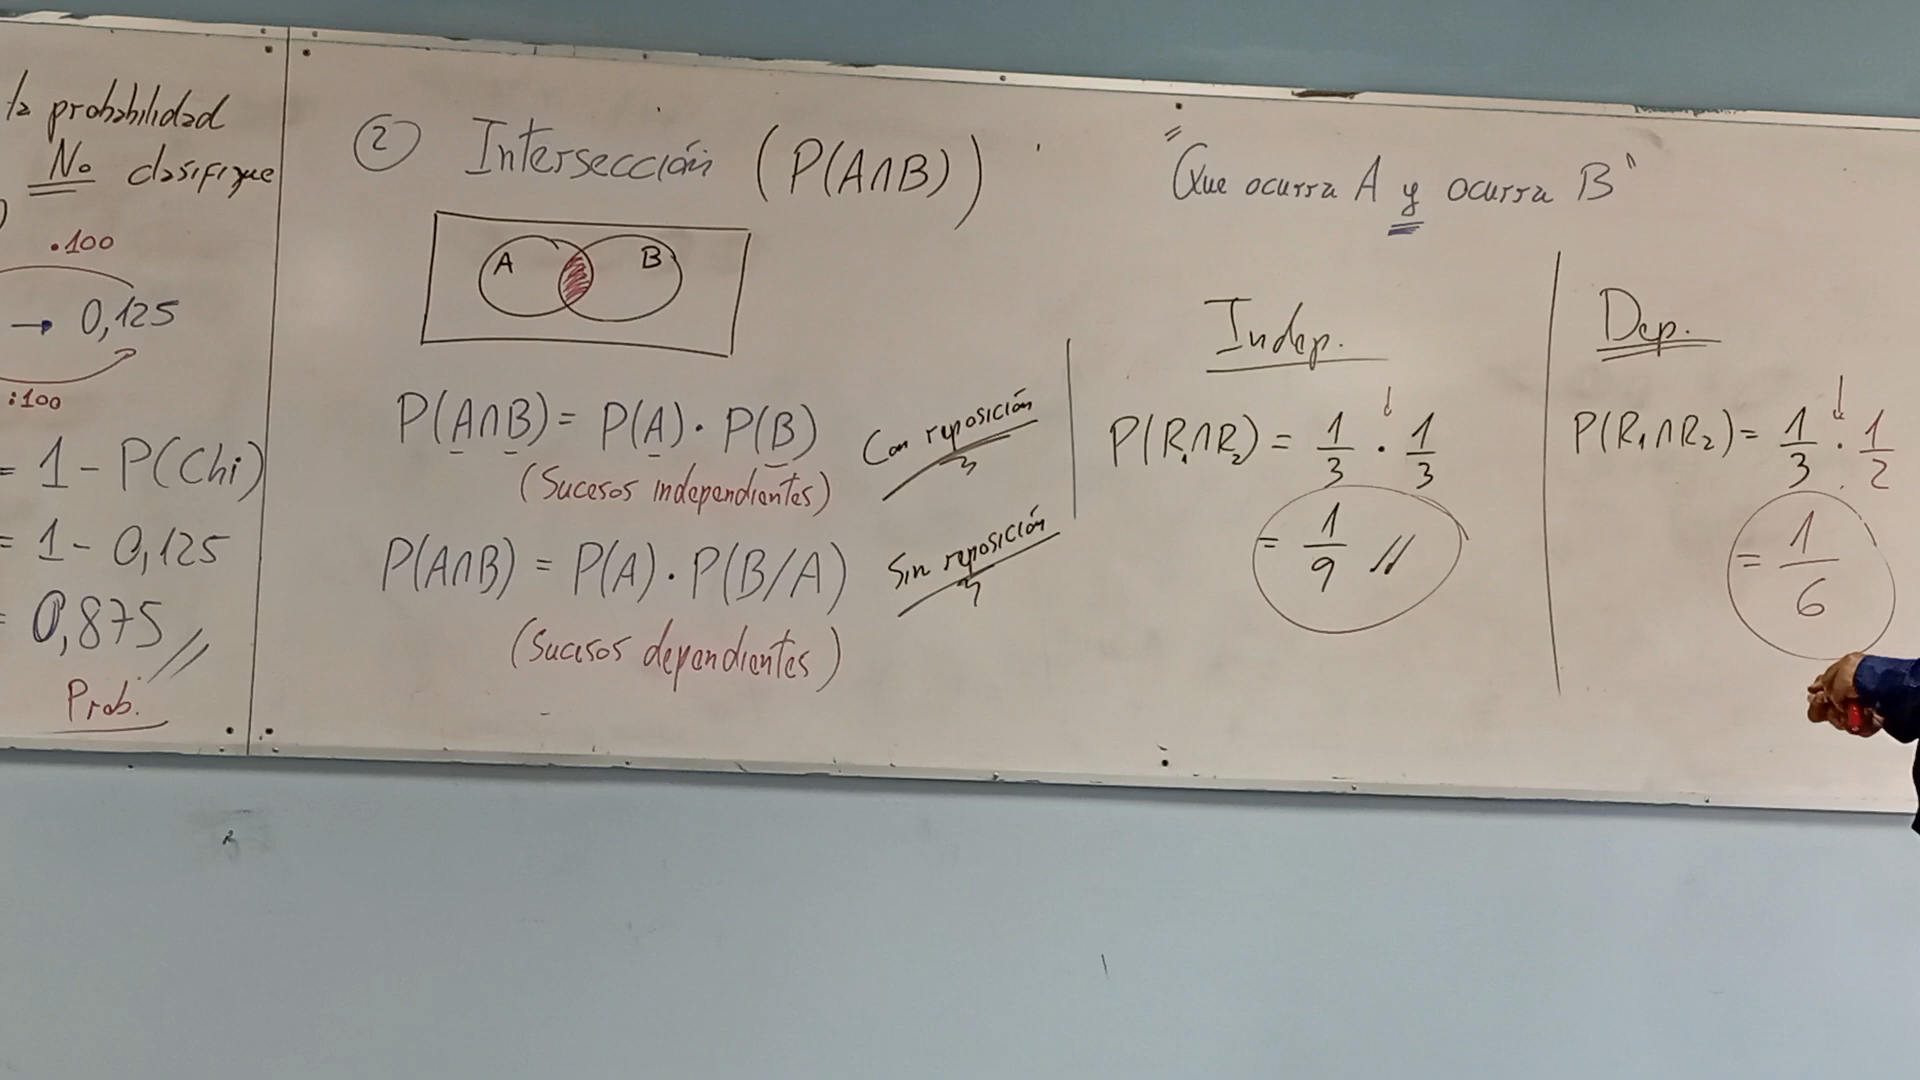 la probabilidad
No clasifique
.100
→ 0,125
:100
= 1 - P(Chi)
= 1 - 0,125
= 0,875 //
Prob.
② Intersección (P(A∩B))
A B
P(A∩B) = P(A) · P(B)
(Sucesos independientes)
Con reposición
P(A∩B) = P(A) · P(B/A)
(Sucesos dependientes)
Sin reposición
"Que ocurra A y ocurra B"
Indep.
P(R₁∩R₂) = 1/3 · 1/3
= 1/9 //
Dep.
P(R₁∩R₂) = 1/3 · 1/2
= 1/6